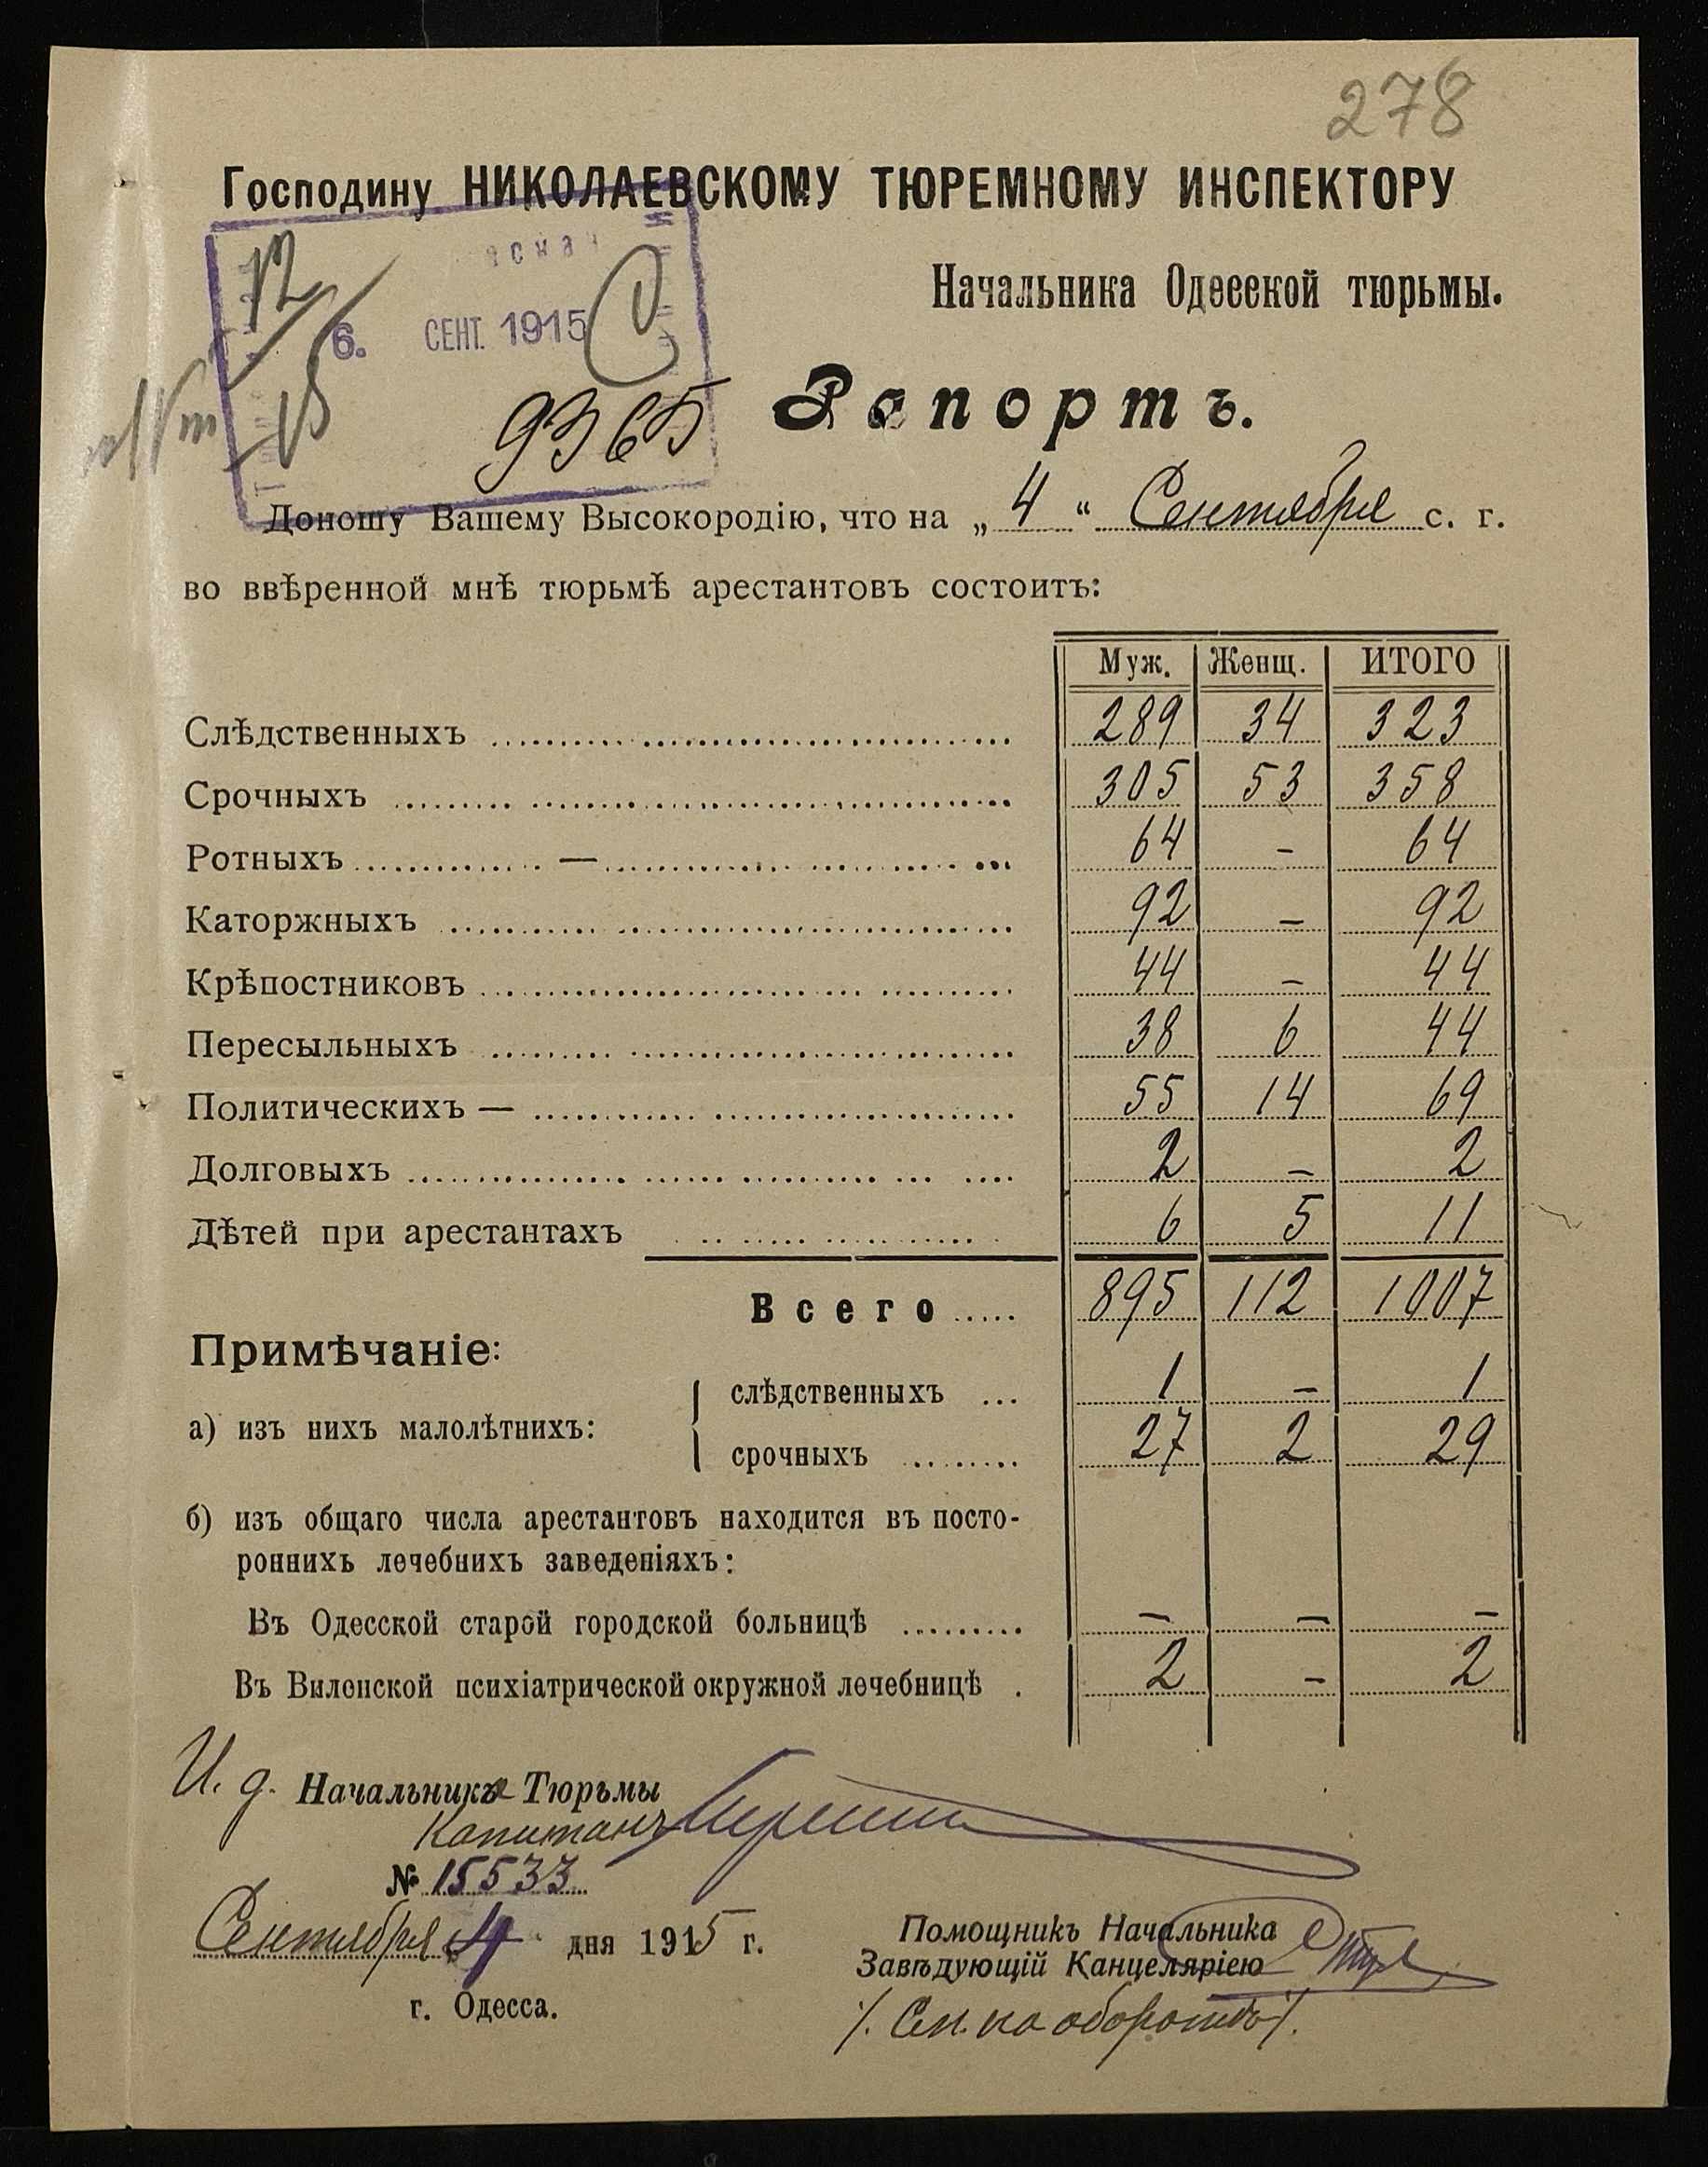 278
Господину НИКОЛАЕВСКОМУ ТЮРЕМНОМУ ИНСПЕКТОРУ
Начальника Одесской тюрьмы.
6. СЕНТ. 1915
9365
Рапортъ.
Доношу Вашему Высокородію, что на „4“ Сентября с. г.
во ввѣренной мнѣ тюрьмѣ арестантовъ состоитъ:
Муж. Женщ. ИТОГО
Слѣдственныхъ 289 34 323
Срочныхъ 305 53 358
Ротныхъ — 64 - 64
Каторжныхъ 92 - 92
Крѣпостниковъ 44 - 44
Пересыльныхъ 38 6 44
Политическихъ — 55 14 69
Долговыхъ 2 - 2
Дѣтей при арестантахъ 6 5 11
Всего 895 112 1007
Примѣчаніе:
слѣдственныхъ 1 - 1
а) изъ нихъ малолѣтнихъ:
срочныхъ 27 2 29
б) изъ общаго числа арестантовъ находится въ посто-
роннихъ лечебнихъ заведеніяхъ:
Въ Одесской старой городской больницѣ - - -
Въ Виленской психіатрической окружной лечебницѣ 2 - 2
И. д. Начальника Тюрьмы
Капитанъ
№ 15533
Сентября 4 дня 1915 г.
Помощникъ Начальника
Завѣдующій Канцеляріею
г. Одесса.
/. См. на оборотѣ /.